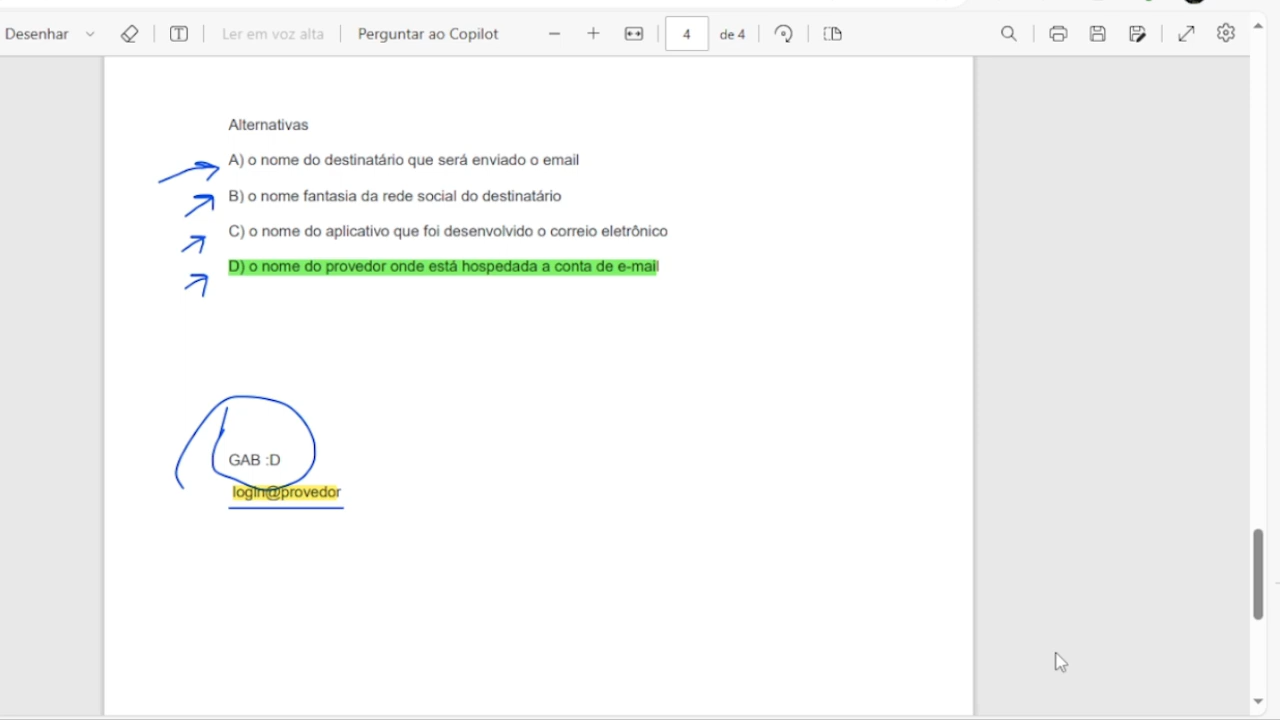 Desenhar Ler em voz alta Perguntar ao Copilot 4 de 4
Alternativas
A) o nome do destinatário que será enviado o email
B) o nome fantasia da rede social do destinatário
C) o nome do aplicativo que foi desenvolvido o correio eletrônico
D) o nome do provedor onde está hospedada a conta de e-mail
GAB :D
login@provedor